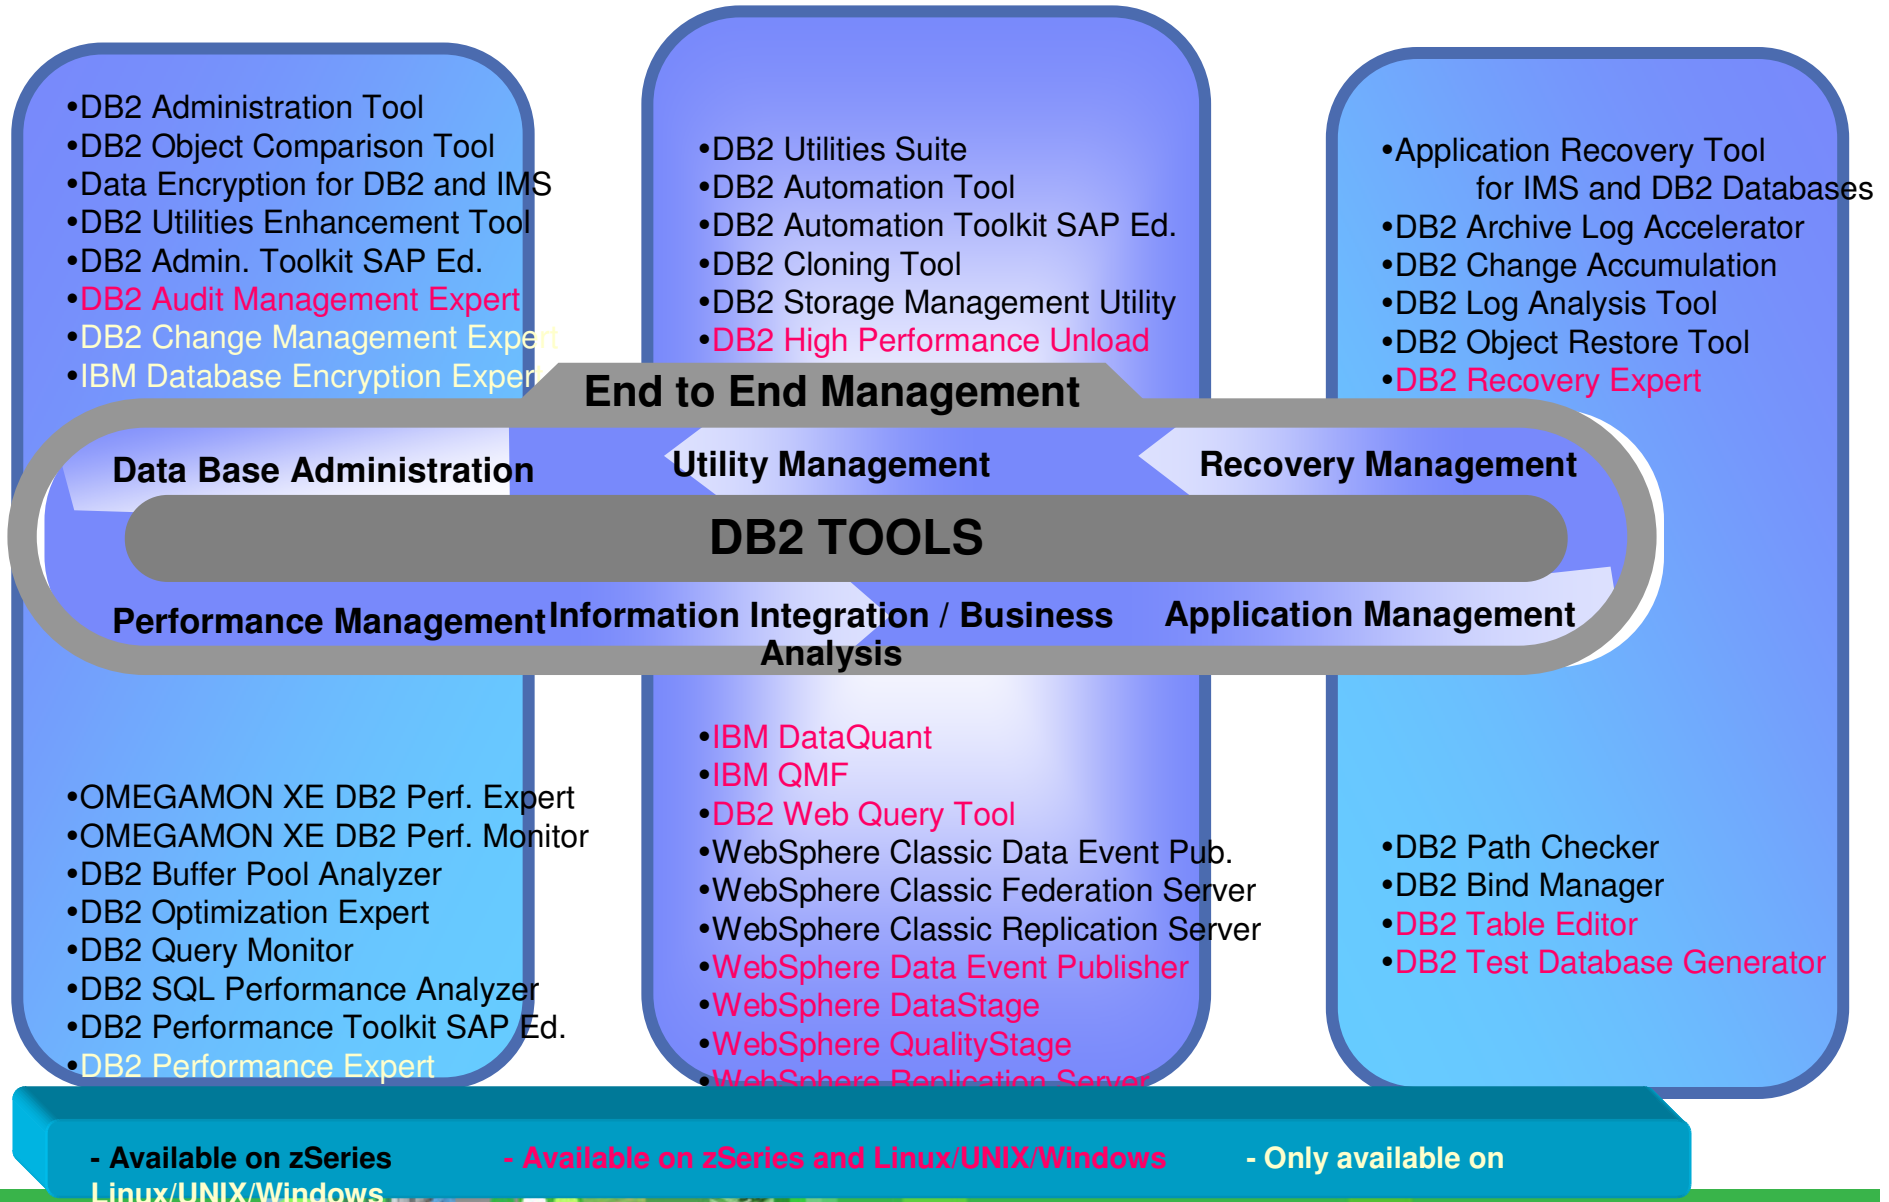 •DB2 Administration Tool
•DB2 Object Comparison Tool
•Data Encryption for DB2 and IMS
•DB2 Utilities Enhancement Tool
•DB2 Admin. Toolkit SAP Ed.
•DB2 Audit Management Expert
•DB2 Change Management Expert
•IBM Database Encryption Expert
•DB2 Utilities Suite
•DB2 Automation Tool
•DB2 Automation Toolkit SAP Ed.
•DB2 Cloning Tool
•DB2 Storage Management Utility
•DB2 High Performance Unload
•Application Recovery Tool
for IMS and DB2 Databases
•DB2 Archive Log Accelerator
•DB2 Change Accumulation
•DB2 Log Analysis Tool
•DB2 Object Restore Tool
•DB2 Recovery Expert
End to End Management
Data Base Administration
Utility Management
Recovery Management
DB2 TOOLS
Performance Management
Information Integration / Business
Analysis
Application Management
•OMEGAMON XE DB2 Perf. Expert
•OMEGAMON XE DB2 Perf. Monitor
•DB2 Buffer Pool Analyzer
•DB2 Optimization Expert
•DB2 Query Monitor
•DB2 SQL Performance Analyzer
•DB2 Performance Toolkit SAP Ed.
•DB2 Performance Expert
•IBM DataQuant
•IBM QMF
•DB2 Web Query Tool
•WebSphere Classic Data Event Pub.
•WebSphere Classic Federation Server
•WebSphere Classic Replication Server
•WebSphere Data Event Publisher
•WebSphere DataStage
•WebSphere QualityStage
•WebSphere Replication Server
•DB2 Path Checker
•DB2 Bind Manager
•DB2 Table Editor
•DB2 Test Database Generator
- Available on zSeries - Available on zSeries and Linux/UNIX/Windows - Only available on
Linux/UNIX/Windows